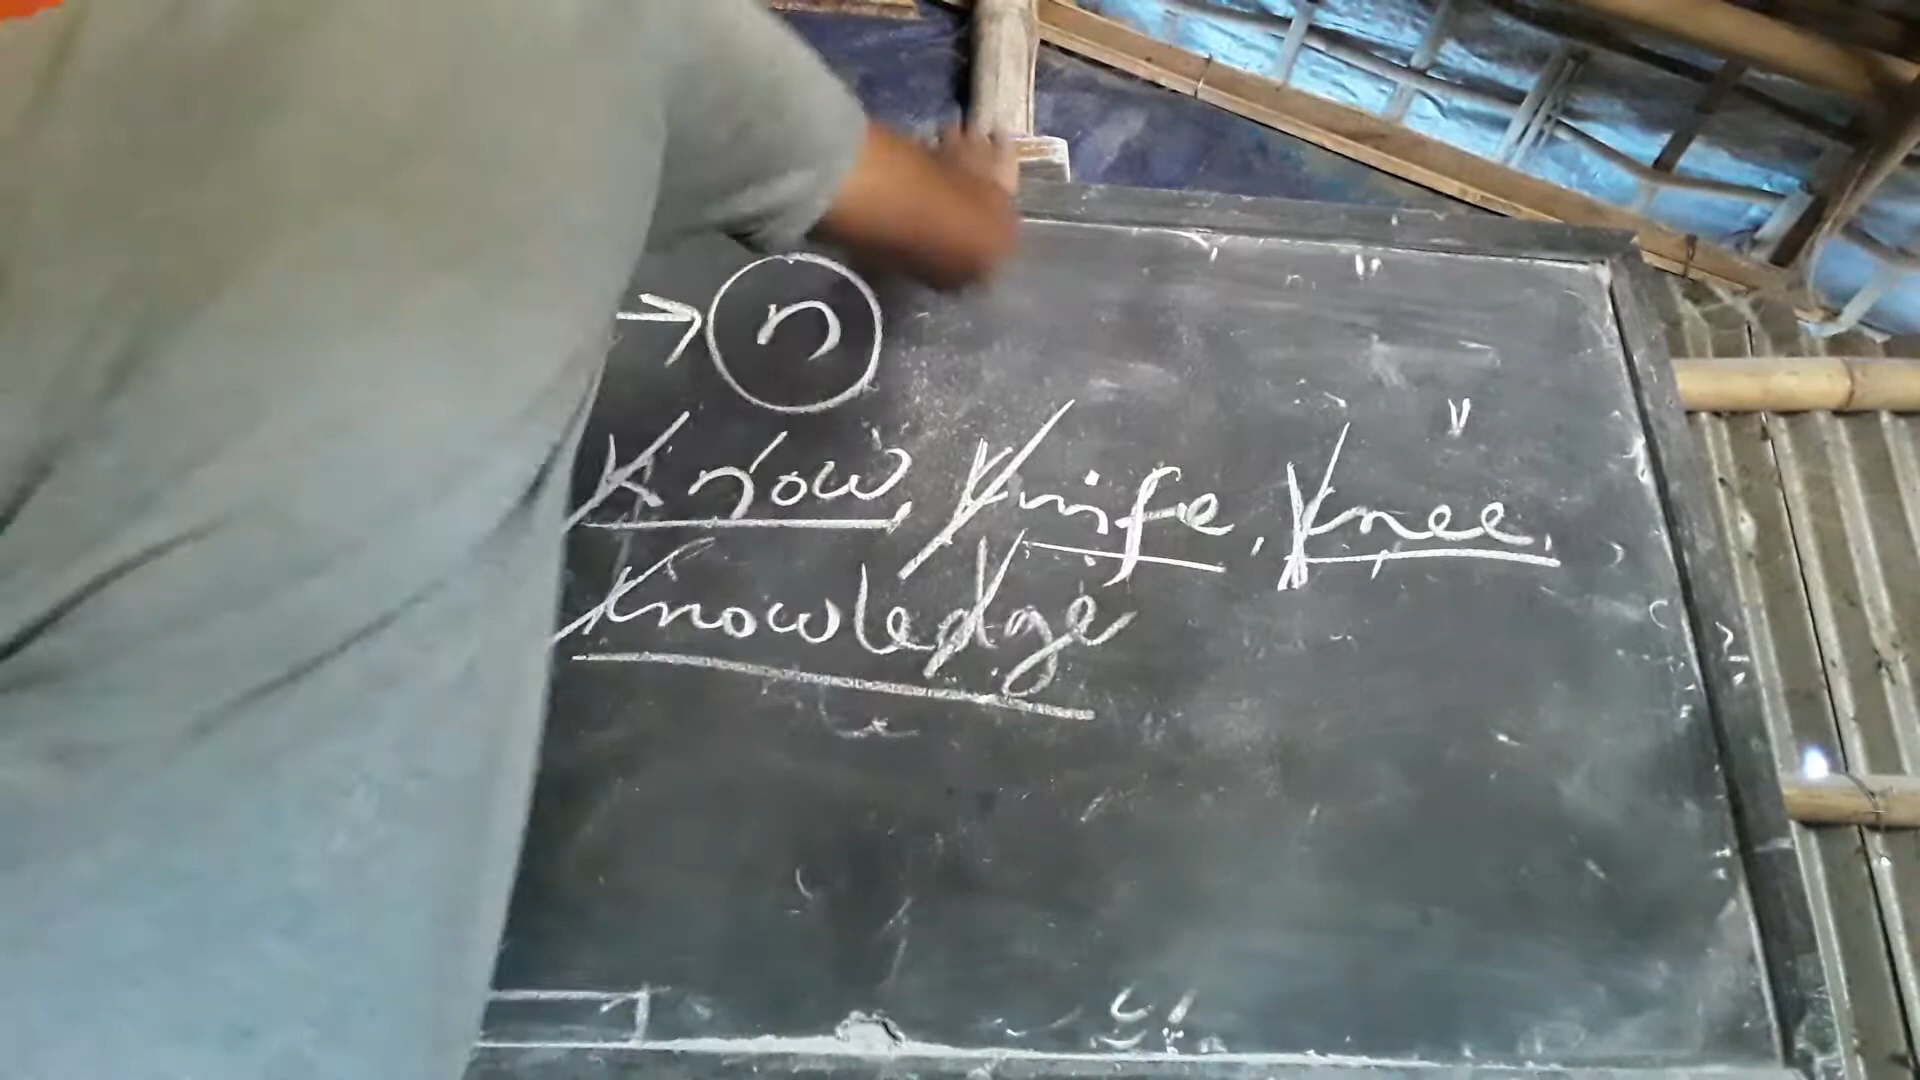 → n
Know, Knife, Knee,
Knowledge